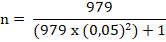 n = 979 / ((979 x (0,05)²) + 1)